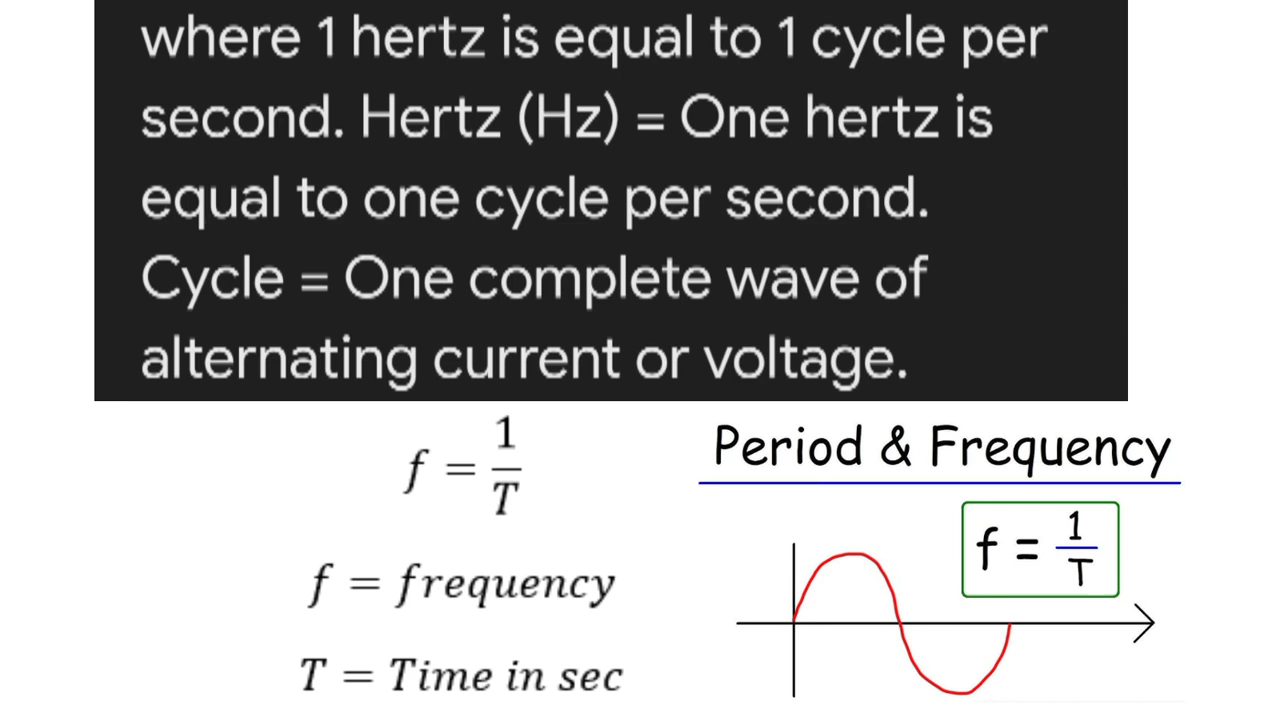 where 1 hertz is equal to 1 cycle per
second. Hertz (Hz) = One hertz is
equal to one cycle per second.
Cycle = One complete wave of
alternating current or voltage.
f = 1/T
f = frequency
T = Time in sec
Period & Frequency
f = 1/T